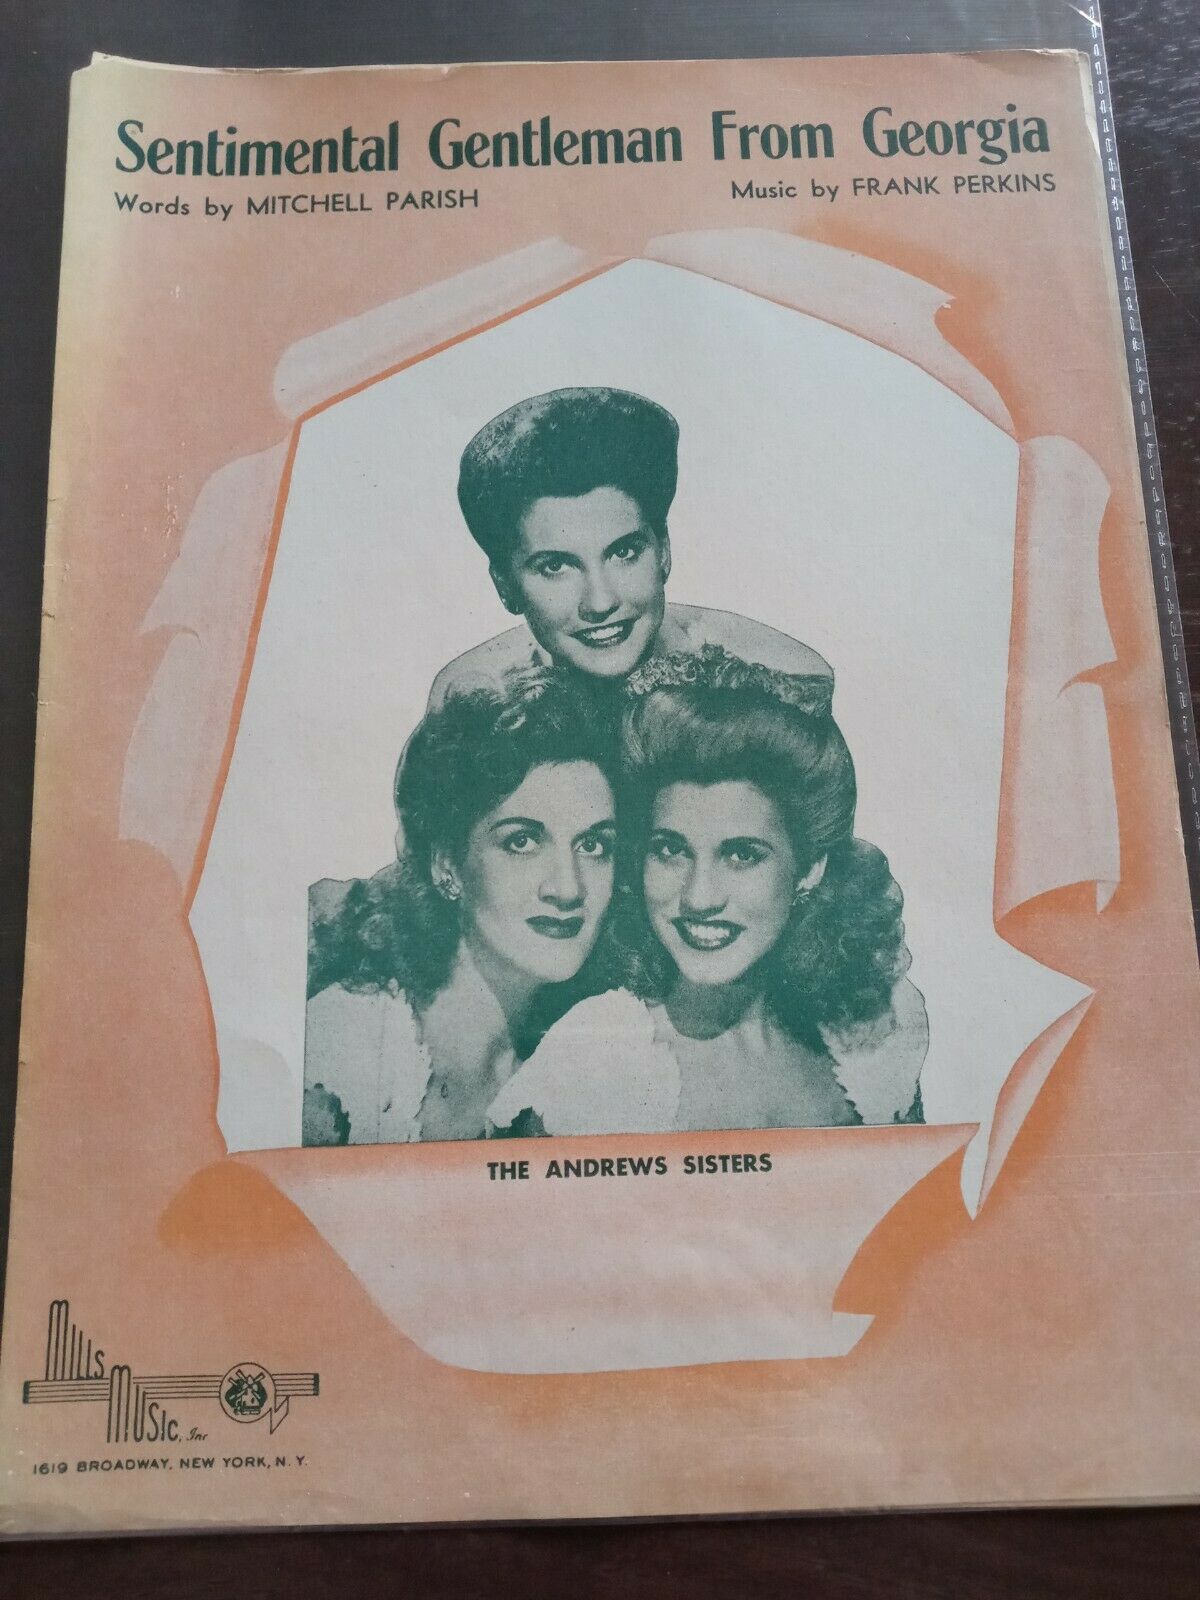 Sentimental Gentleman From Georgia
Words by MITCHELL PARISH
Music by FRANK PERKINS
THE ANDREWS SISTERS
MILLS
MUSIC, Inc
1619 BROADWAY, NEW YORK, N. Y.